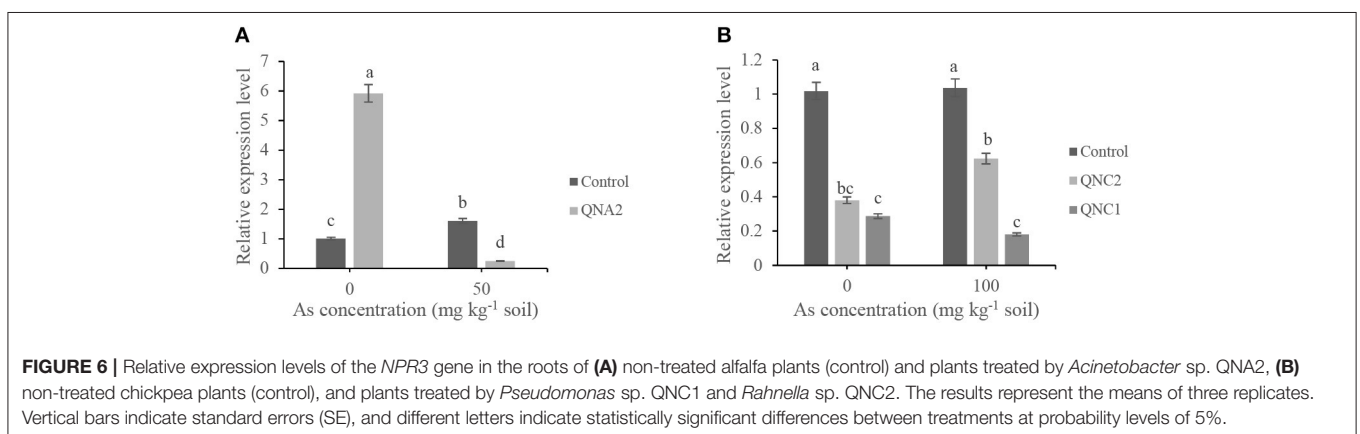 A
Relative expression level
7
6
5
4
3
2
1
0
a
b
c
d
0
50
As concentration (mg kg⁻¹ soil)
Control
QNA2
B
Relative expression level
1.2
1
0.8
0.6
0.4
0.2
0
a
a
b
bc
c
c
0
100
As concentration (mg kg⁻¹ soil)
Control
QNC2
QNC1
FIGURE 6 | Relative expression levels of the NPR3 gene in the roots of (A) non-treated alfalfa plants (control) and plants treated by Acinetobacter sp. QNA2, (B)
non-treated chickpea plants (control), and plants treated by Pseudomonas sp. QNC1 and Rahnella sp. QNC2. The results represent the means of three replicates.
Vertical bars indicate standard errors (SE), and different letters indicate statistically significant differences between treatments at probability levels of 5%.